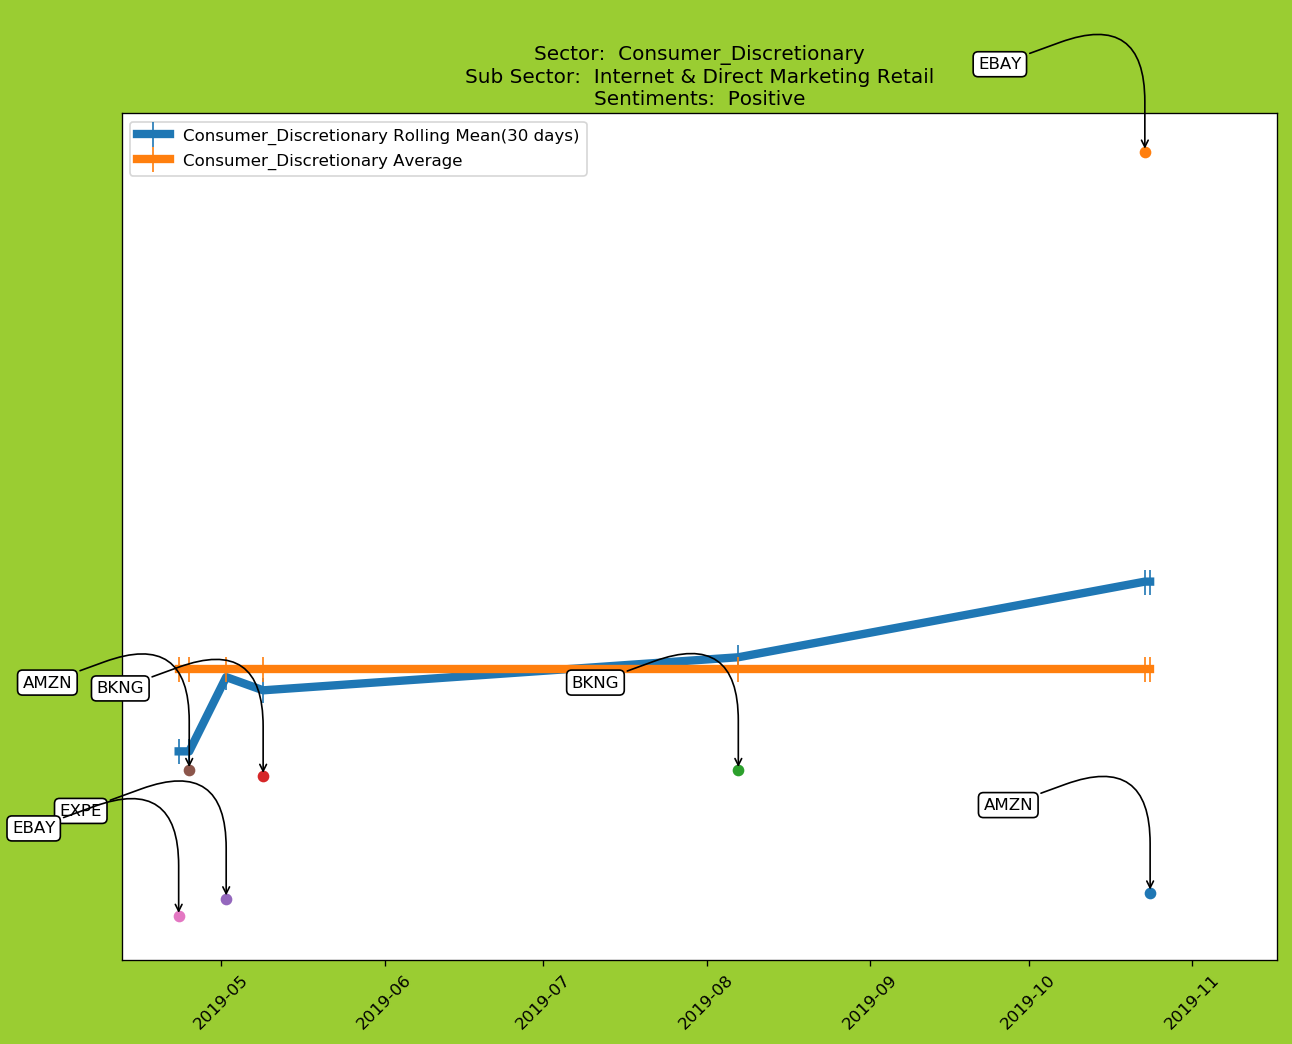 Sector:  Consumer_Discretionary
Sub Sector:  Internet & Direct Marketing Retail
Sentiments:  Positive
EBAY
Consumer_Discretionary Rolling Mean(30 days)
Consumer_Discretionary Average
AMZN
BKNG
BKNG
EXPE
EBAY
AMZN
2019-05
2019-06
2019-07
2019-08
2019-09
2019-10
2019-11